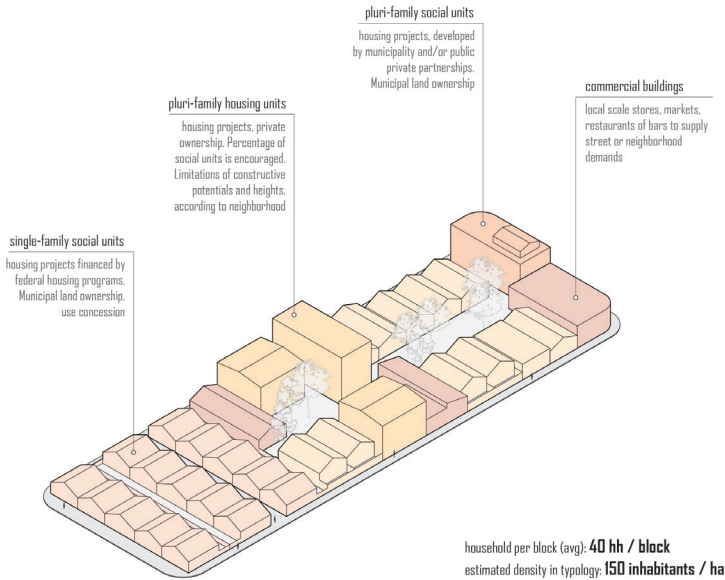 pluri-family social units
housing projects, developed
by municipality and/or public
private partnerships.
Municipal land ownership
commercial buildings
local scale stores, markets,
restaurants of bars to supply
street or neighborhood
demands
pluri-family housing units
housing projects, private
ownership. Percentage of
social units is encouraged.
Limitations of constructive
potentials and heights,
according to neighborhood
single-family social units
housing projects financed by
federal housing programs.
Municipal land ownership,
use concession
household per block (avg): 40 hh / block
estimated density in typology: 150 inhabitants / ha